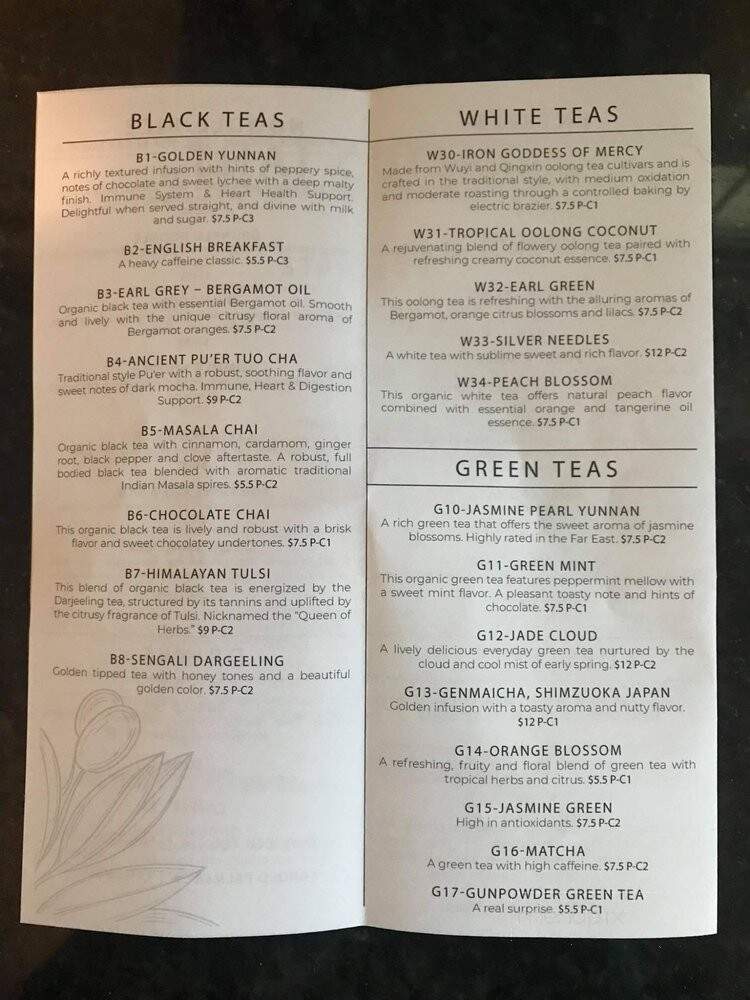 BLACK TEAS
B1-GOLDEN YUNNAN
A richly textured infusion with hints of peppery spice,
notes of chocolate and sweet lychee with a deep malty
finish. Immune System & Heart Health Support.
Delightful when served straight, and divine with milk
and sugar. $7.5 P-C3
B2-ENGLISH BREAKFAST
A heavy caffeine classic. $5.5 P-C3
B3-EARL GREY – BERGAMOT OIL
Organic black tea with essential Bergamot oil. Smooth
and lively with the unique citrusy floral aroma of
Bergamot oranges. $7.5 P-C2
B4-ANCIENT PU'ER TUO CHA
Traditional style Pu'er with a robust, soothing flavor and
sweet notes of dark mocha. Immune, Heart & Digestion
Support. $9 P-C2
B5-MASALA CHAI
Organic black tea with cinnamon, cardamom, ginger
root, black pepper and clove aftertaste. A robust, full
bodied black tea blended with aromatic traditional
Indian Masala spires. $5.5 P-C2
B6-CHOCOLATE CHAI
This organic black tea is lively and robust with a brisk
flavor and sweet chocolatey undertones. $7.5 P-C1
B7-HIMALAYAN TULSI
This blend of organic black tea is energized by the
Darjeeling tea, structured by its tannins and uplifted by
the citrusy fragrance of Tulsi. Nicknamed the "Queen of
Herbs." $9 P-C2
B8-SENGALI DARGEELING
Golden tipped tea with honey tones and a beautiful
golden color. $7.5 P-C2
WHITE TEAS
W30-IRON GODDESS OF MERCY
Made from Wuyi and Qingxin oolong tea cultivars and is
crafted in the traditional style, with medium oxidation
and moderate roasting through a controlled baking by
electric brazier. $7.5 P-C1
W31-TROPICAL OOLONG COCONUT
A rejuvenating blend of flowery oolong tea paired with
refreshing creamy coconut essence. $7.5 P-C1
W32-EARL GREEN
This oolong tea is refreshing with the alluring aromas of
Bergamot, orange citrus blossoms and lilacs. $7.5 P-C2
W33-SILVER NEEDLES
A white tea with sublime sweet and rich flavor. $12 P-C2
W34-PEACH BLOSSOM
This organic white tea offers natural peach flavor
combined with essential orange and tangerine oil
essence. $7.5 P-C1
GREEN TEAS
G10-JASMINE PEARL YUNNAN
A rich green tea that offers the sweet aroma of jasmine
blossoms. Highly rated in the Far East. $7.5 P-C2
G11-GREEN MINT
This organic green tea features peppermint mellow with
a sweet mint flavor. A pleasant toasty note and hints of
chocolate. $7.5 P-C1
G12-JADE CLOUD
A lively delicious everyday green tea nurtured by the
cloud and cool mist of early spring. $12 P-C2
G13-GENMAICHA, SHIMZUOKA JAPAN
Golden infusion with a toasty aroma and nutty flavor.
$12 P-C1
G14-ORANGE BLOSSOM
A refreshing, fruity and floral blend of green tea with
tropical herbs and citrus. $5.5 P-C1
G15-JASMINE GREEN
High in antioxidants. $7.5 P-C2
G16-MATCHA
A green tea with high caffeine. $7.5 P-C2
G17-GUNPOWDER GREEN TEA
A real surprise. $5.5 P-C1